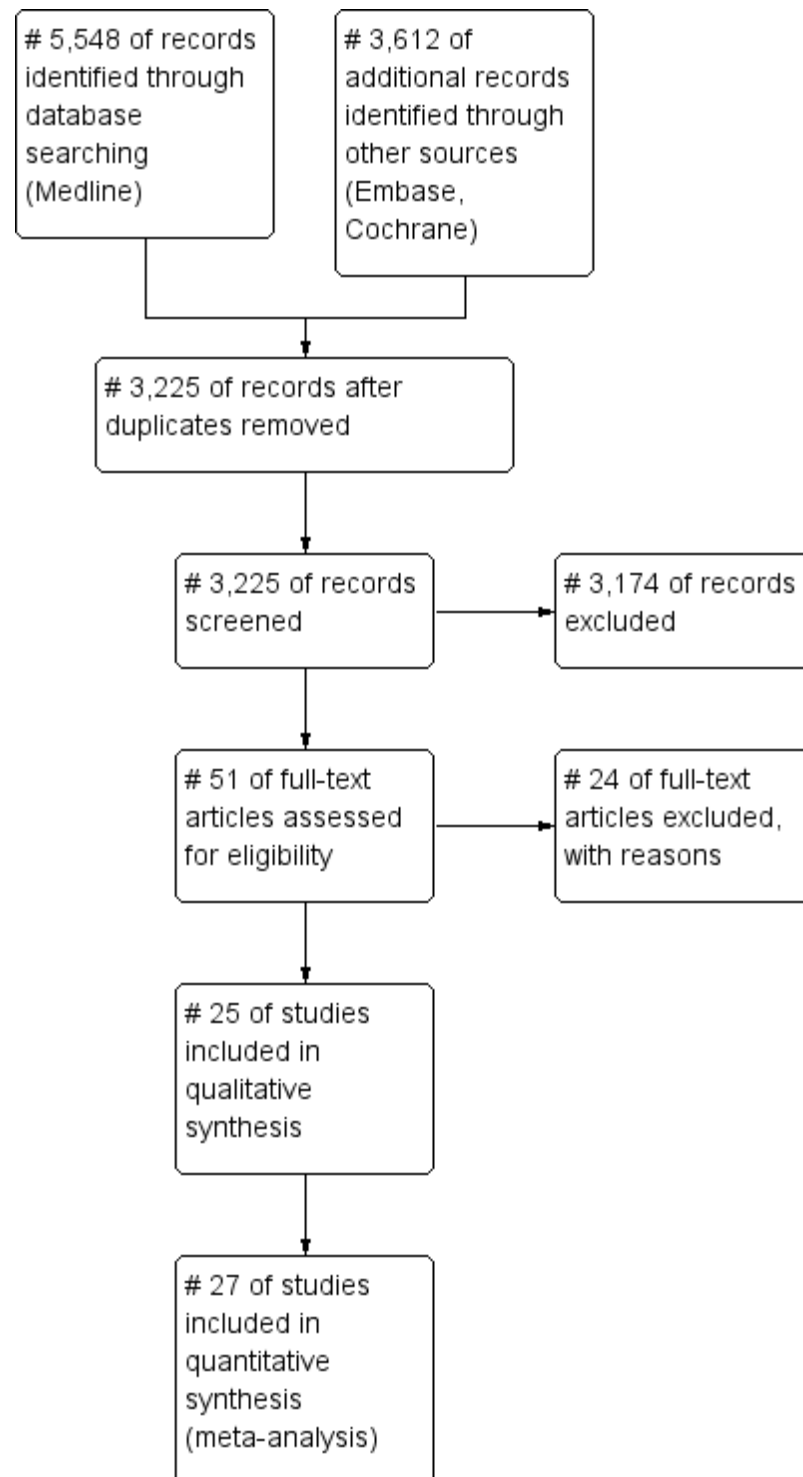 # 5,548 of records
identified through
database
searching
(Medline)
# 3,612 of
additional records
identified through
other sources
(Embase,
Cochrane)
# 3,225 of records after
duplicates removed
# 3,225 of records
screened
# 3,174 of records
excluded
# 51 of full-text
articles assessed
for eligibility
# 24 of full-text
articles excluded,
with reasons
# 25 of studies
included in
qualitative
synthesis
# 27 of studies
included in
quantitative
synthesis
(meta-analysis)